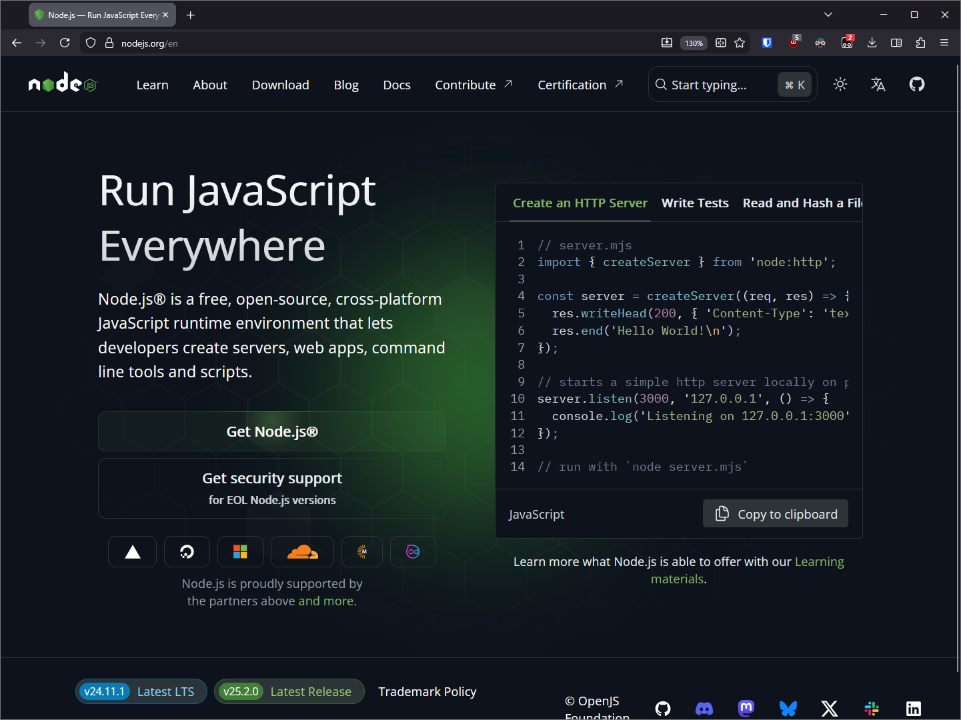 Node.js — Run JavaScript Every
nodejs.org/en
130%
5
2
node
JS
Learn
About
Download
Blog
Docs
Contribute
Certification
Start typing...
⌘ K
Run JavaScript
Everywhere
Node.js® is a free, open-source, cross-platform
JavaScript runtime environment that lets
developers create servers, web apps, command
line tools and scripts.
Get Node.js®
Get security support
for EOL Node.js versions
Node.js is proudly supported by
the partners above and more.
Create an HTTP Server
Write Tests
Read and Hash a File
1 // server.mjs
2 import { createServer } from 'node:http';
3
4 const server = createServer((req, res) => {
5 res.writeHead(200, { 'Content-Type': 'tex
6 res.end('Hello World!\n');
7 });
8
9 // starts a simple http server locally on p
10 server.listen(3000, '127.0.0.1', () => {
11 console.log('Listening on 127.0.0.1:3000'
12 });
13
14 // run with `node server.mjs`
JavaScript
Copy to clipboard
Learn more what Node.js is able to offer with our Learning
materials.
v24.11.1 Latest LTS
v25.2.0 Latest Release
Trademark Policy
© OpenJS
Foundation